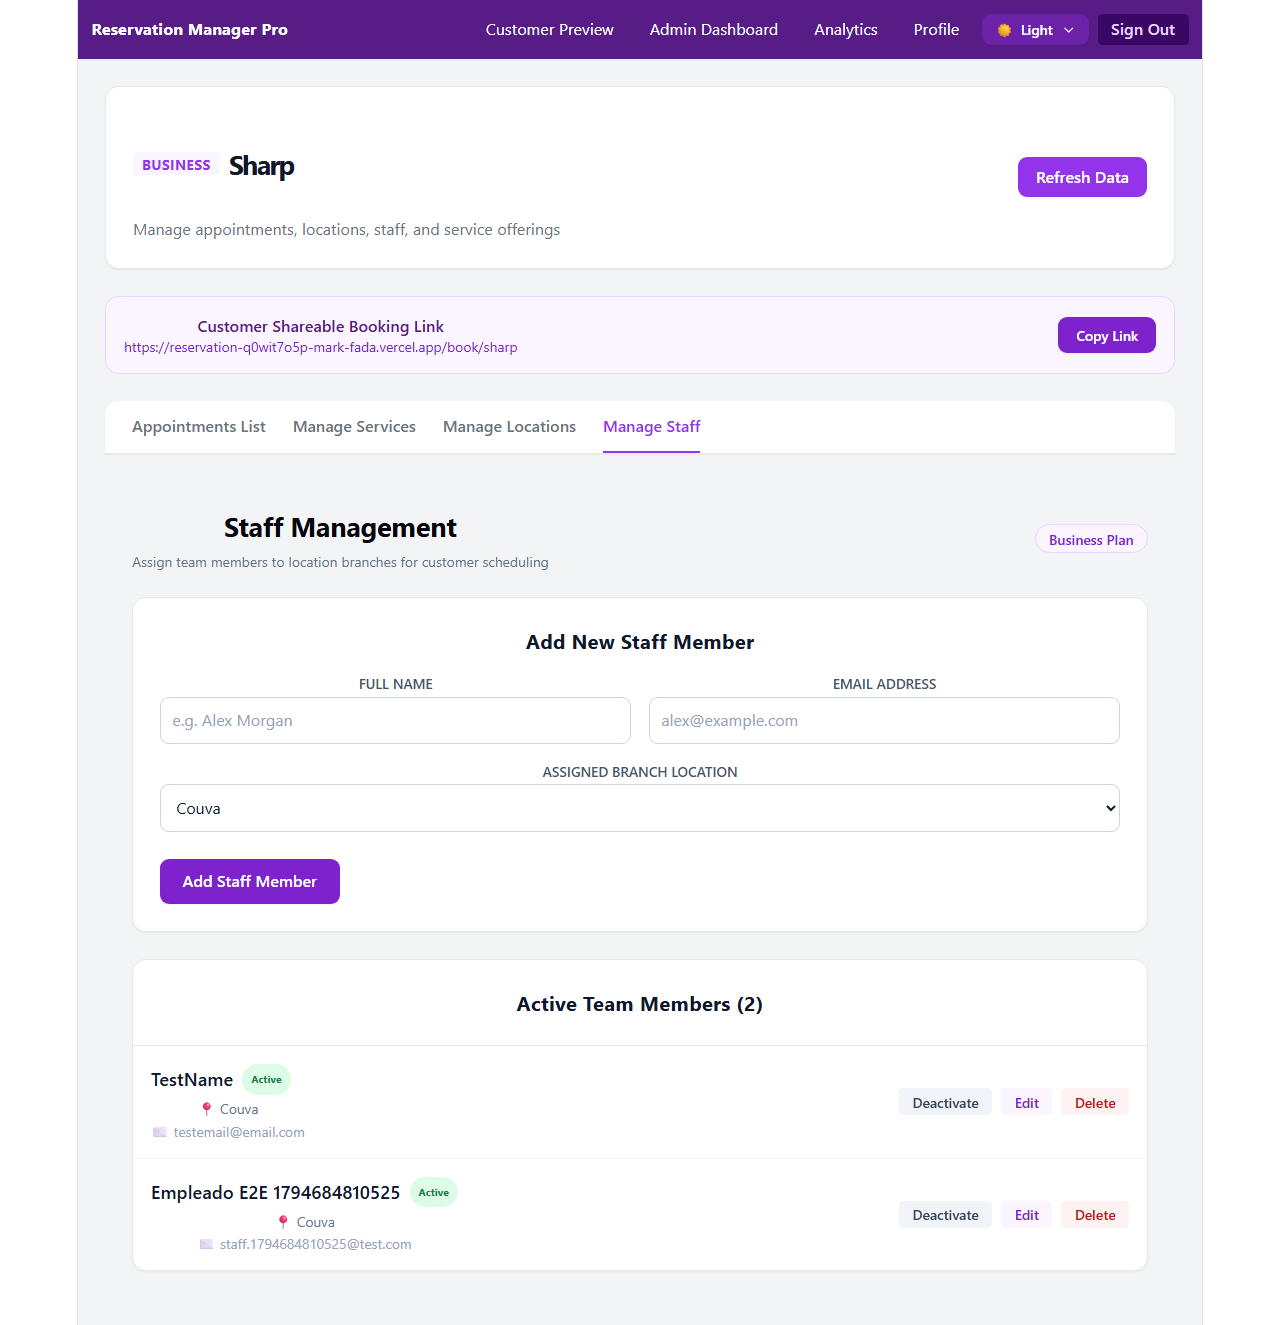 Reservation Manager Pro
Customer Preview
Admin Dashboard
Analytics
Profile
Light
Sign Out
BUSINESS
Sharp
Refresh Data
Manage appointments, locations, staff, and service offerings
Customer Shareable Booking Link
https://reservation-q0wit7o5p-mark-fada.vercel.app/book/sharp
Copy Link
Appointments List
Manage Services
Manage Locations
Manage Staff
Staff Management
Assign team members to location branches for customer scheduling
Business Plan
Add New Staff Member
FULL NAME
EMAIL ADDRESS
e.g. Alex Morgan
alex@example.com
ASSIGNED BRANCH LOCATION
Couva
Add Staff Member
Active Team Members (2)
TestName
Active
Couva
testemail@email.com
Deactivate
Edit
Delete
Empleado E2E 1794684810525
Active
Couva
staff.1794684810525@test.com
Deactivate
Edit
Delete